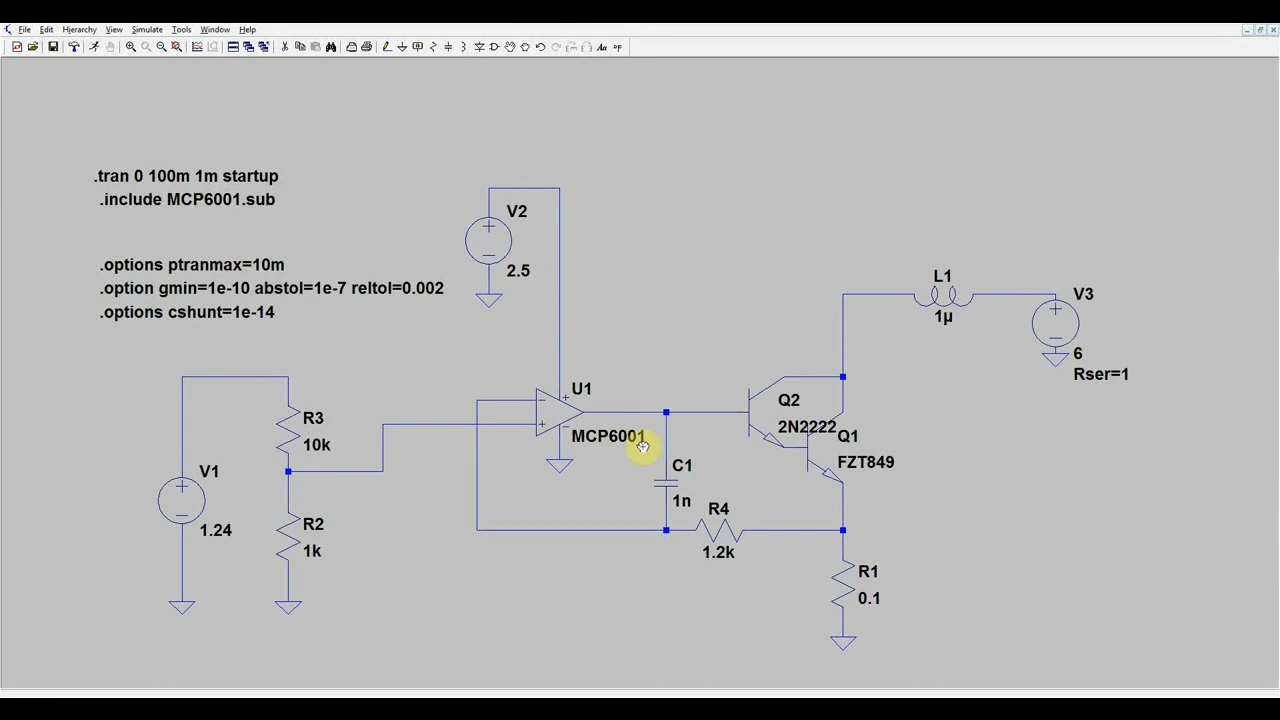 File Edit Hierarchy View Simulate Tools Window Help
.tran 0 100m 1m startup
.include MCP6001.sub
.options ptranmax=10m
.option gmin=1e-10 abstol=1e-7 reltol=0.002
.options cshunt=1e-14
V2
2.5
L1
1µ
V3
6
Rser=1
U1
MCP6001
Q2
2N2222
Q1
FZT849
R3
10k
V1
1.24
R2
1k
C1
1n
R4
1.2k
R1
0.1